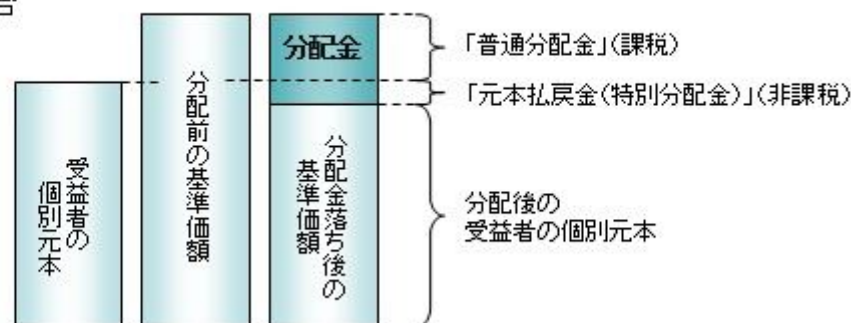 受益者の
個別元本
分配前の基準価額
分配金
分配金落ち後の
基準価額
「普通分配金」(課税)
「元本払戻金(特別分配金)」(非課税)
分配後の
受益者の個別元本